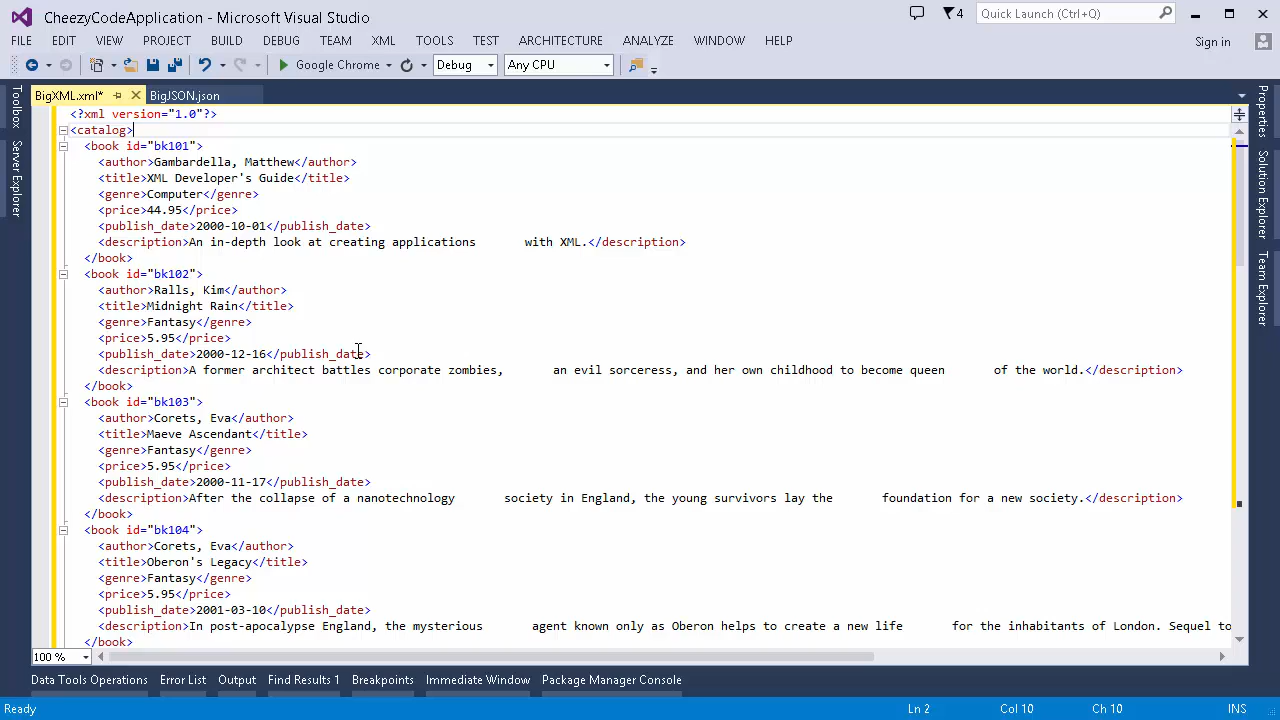 CheezyCodeApplication - Microsoft Visual Studio
4
Quick Launch (Ctrl+Q)
FILE EDIT VIEW PROJECT BUILD DEBUG TEAM XML TOOLS TEST ARCHITECTURE ANALYZE WINDOW HELP
Sign in
Google Chrome Debug Any CPU
BigXML.xml* BigJSON.json
Toolbox
Server Explorer
<?xml version="1.0"?>
<catalog>
<book id="bk101">
<author>Gambardella, Matthew</author>
<title>XML Developer's Guide</title>
<genre>Computer</genre>
<price>44.95</price>
<publish_date>2000-10-01</publish_date>
<description>An in-depth look at creating applications       with XML.</description>
</book>
<book id="bk102">
<author>Ralls, Kim</author>
<title>Midnight Rain</title>
<genre>Fantasy</genre>
<price>5.95</price>
<publish_date>2000-12-16</publish_date>
<description>A former architect battles corporate zombies,       an evil sorceress, and her own childhood to become queen       of the world.</description>
</book>
<book id="bk103">
<author>Corets, Eva</author>
<title>Maeve Ascendant</title>
<genre>Fantasy</genre>
<price>5.95</price>
<publish_date>2000-11-17</publish_date>
<description>After the collapse of a nanotechnology       society in England, the young survivors lay the       foundation for a new society.</description>
</book>
<book id="bk104">
<author>Corets, Eva</author>
<title>Oberon's Legacy</title>
<genre>Fantasy</genre>
<price>5.95</price>
<publish_date>2001-03-10</publish_date>
<description>In post-apocalypse England, the mysterious       agent known only as Oberon helps to create a new life       for the inhabitants of London. Sequel to
</book>
Properties
Solution Explorer
Team Explorer
100 %
Data Tools Operations Error List Output Find Results 1 Breakpoints Immediate Window Package Manager Console
Ready Ln 2 Col 10 Ch 10 INS